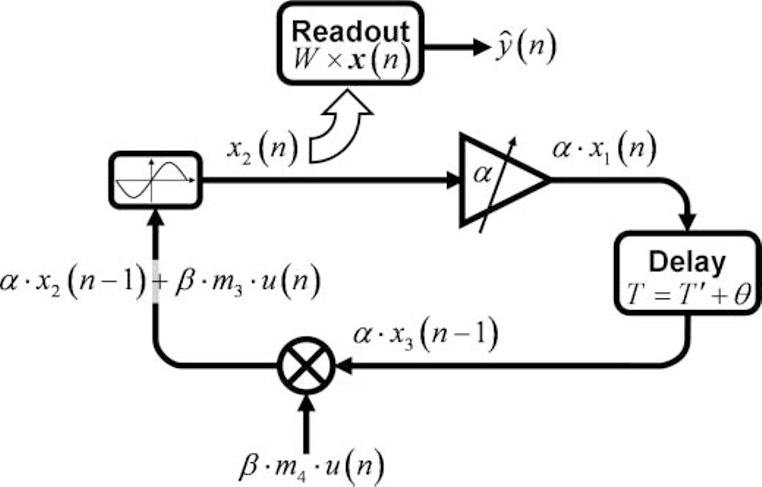 Readout
W × x(n)
ŷ(n)
x₂(n)
α
α · x₁(n)
Delay
T = T′ + θ
α · x₂(n−1) + β · m₃ · u(n)
α · x₃(n−1)
β · m₄ · u(n)